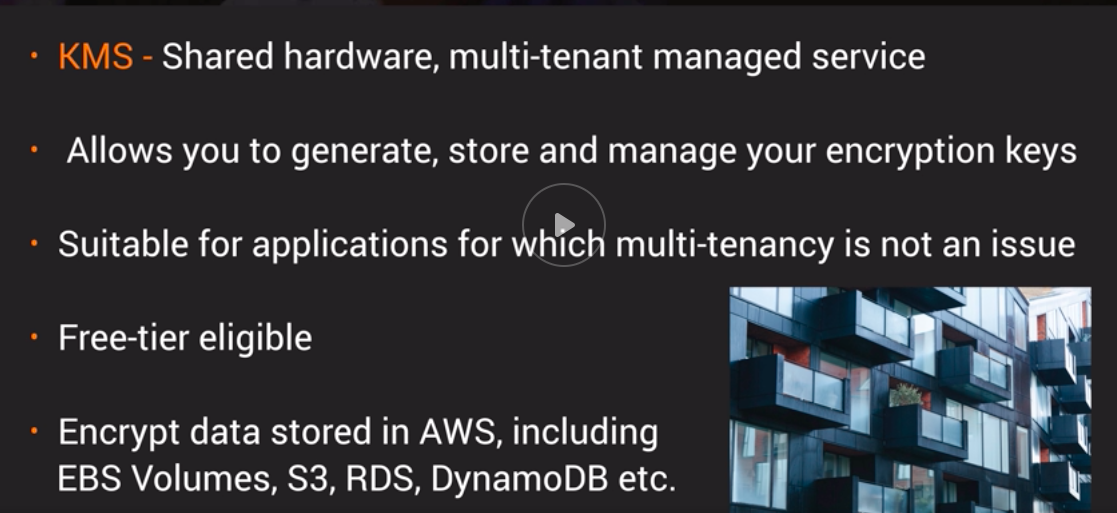 • KMS - Shared hardware, multi-tenant managed service
• Allows you to generate, store and manage your encryption keys
• Suitable for applications for which multi-tenancy is not an issue
• Free-tier eligible
• Encrypt data stored in AWS, including
EBS Volumes, S3, RDS, DynamoDB etc.